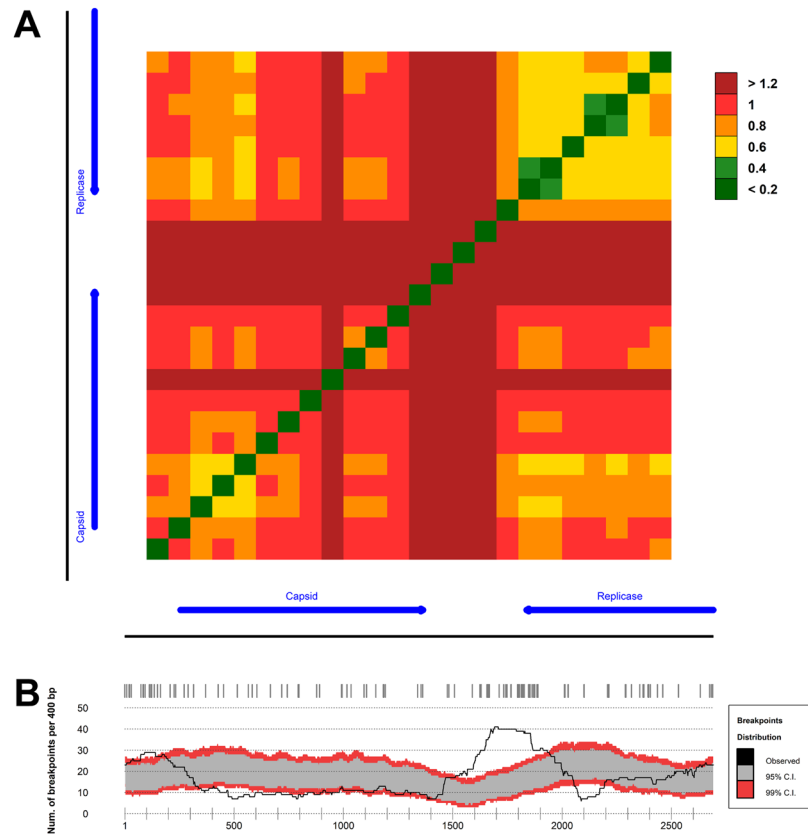 A
Replicase
Capsid
> 1.2
1
0.8
0.6
0.4
< 0.2
Capsid
Replicase
B
Num. of breakpoints per 400 bp
50
40
30
20
10
0
1
500
1000
1500
2000
2500
Breakpoints
Distribution
Observed
95% C.I.
99% C.I.